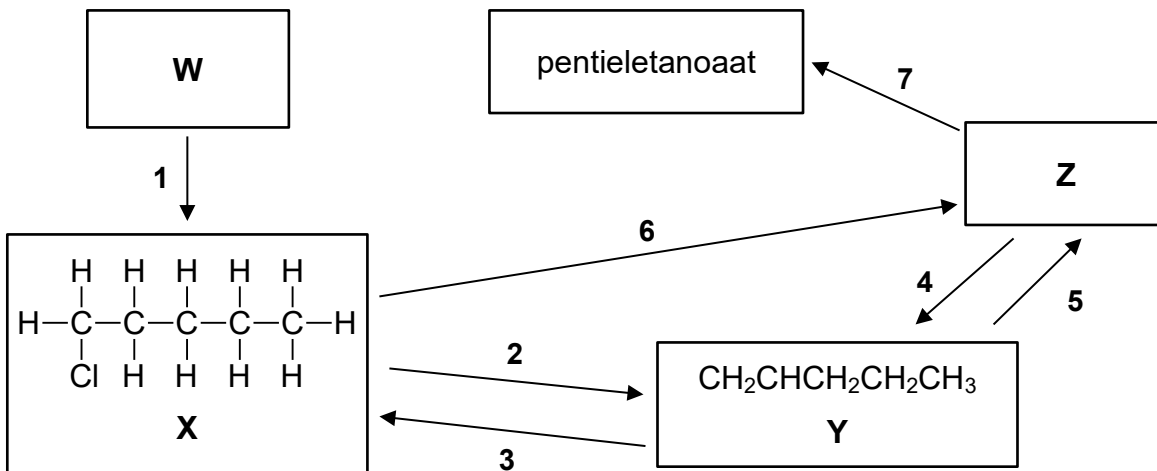 W
pentieletanoaat
7
Z
1
6
H H H H H
H—C—C—C—C—C—H
Cl H H H H
X
4
5
2
3
CH₂CHCH₂CH₂CH₃
Y